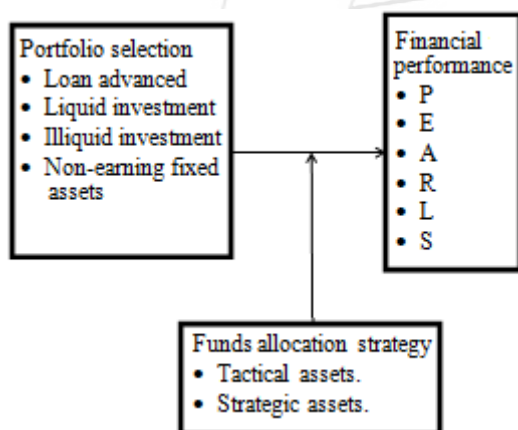 Portfolio selection
• Loan advanced
• Liquid investment
• Illiquid investment
• Non-earning fixed
assets
Financial
performance
• P
• E
• A
• R
• L
• S
Funds allocation strategy
• Tactical assets.
• Strategic assets.